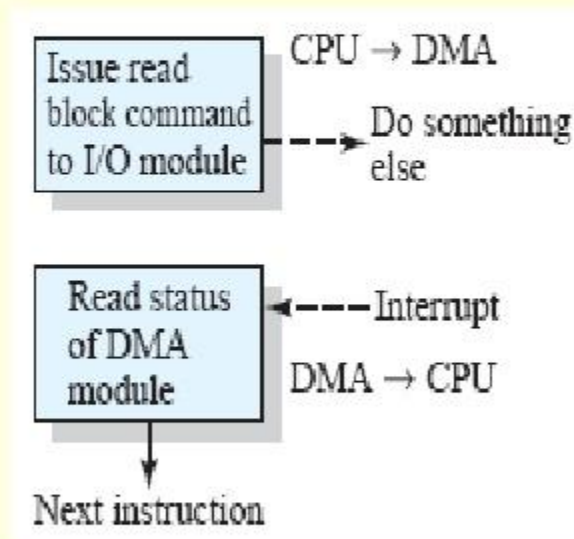 Issue read
block command
to I/O module
CPU → DMA
Do something
else
Read status
of DMA
module
Interrupt
DMA → CPU
Next instruction